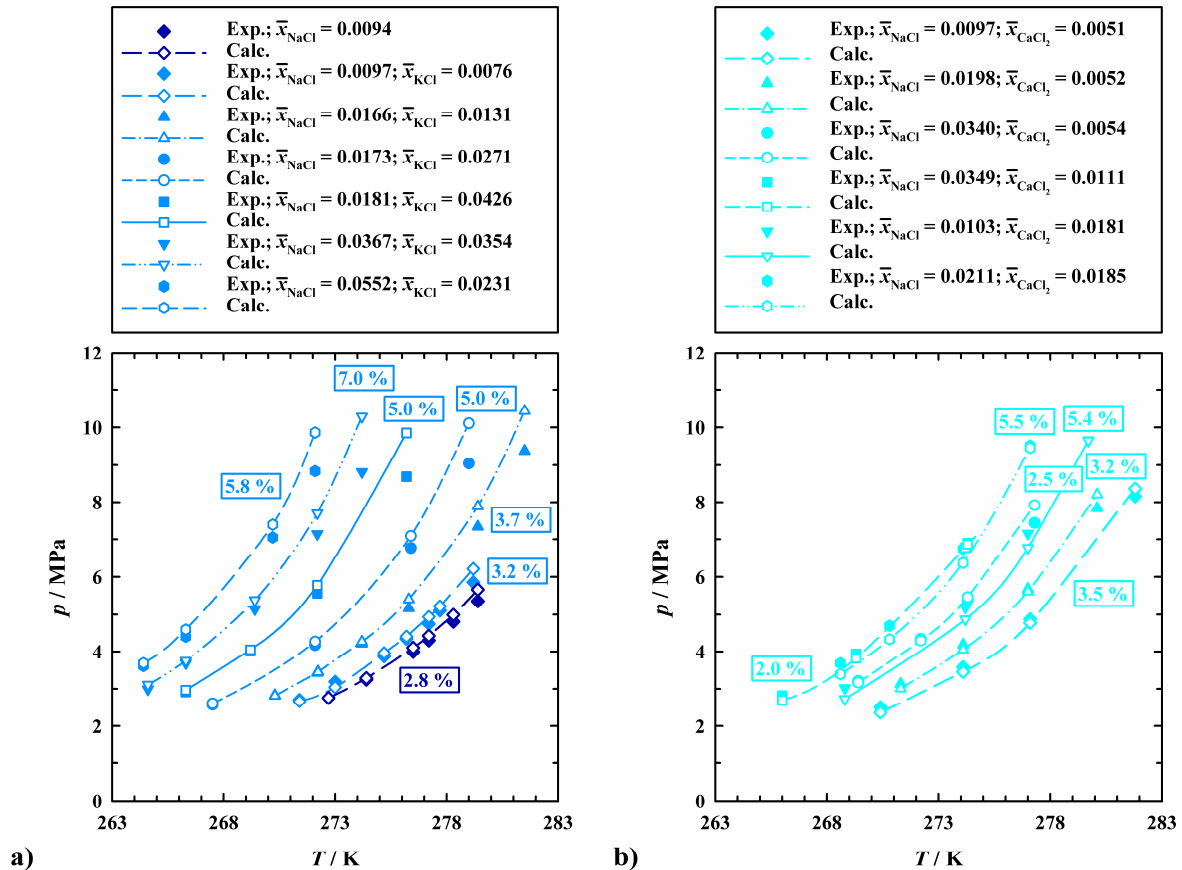 Exp.; x̄NaCl = 0.0094
Calc.
Exp.; x̄NaCl = 0.0097; x̄KCl = 0.0076
Calc.
Exp.; x̄NaCl = 0.0166; x̄KCl = 0.0131
Calc.
Exp.; x̄NaCl = 0.0173; x̄KCl = 0.0271
Calc.
Exp.; x̄NaCl = 0.0181; x̄KCl = 0.0426
Calc.
Exp.; x̄NaCl = 0.0367; x̄KCl = 0.0354
Calc.
Exp.; x̄NaCl = 0.0552; x̄KCl = 0.0231
Calc.
12
10
8
6
4
2
0
p / MPa
7.0 %
5.0 %
5.0 %
5.8 %
3.7 %
3.2 %
2.8 %
263 268 273 278 283
a)
T / K
Exp.; x̄NaCl = 0.0097; x̄CaCl₂ = 0.0051
Calc.
Exp.; x̄NaCl = 0.0198; x̄CaCl₂ = 0.0052
Calc.
Exp.; x̄NaCl = 0.0340; x̄CaCl₂ = 0.0054
Calc.
Exp.; x̄NaCl = 0.0349; x̄CaCl₂ = 0.0111
Calc.
Exp.; x̄NaCl = 0.0103; x̄CaCl₂ = 0.0181
Calc.
Exp.; x̄NaCl = 0.0211; x̄CaCl₂ = 0.0185
Calc.
12
10
8
6
4
2
0
p / MPa
5.5 %
5.4 %
3.2 %
2.5 %
3.5 %
2.0 %
263 268 273 278 283
b)
T / K